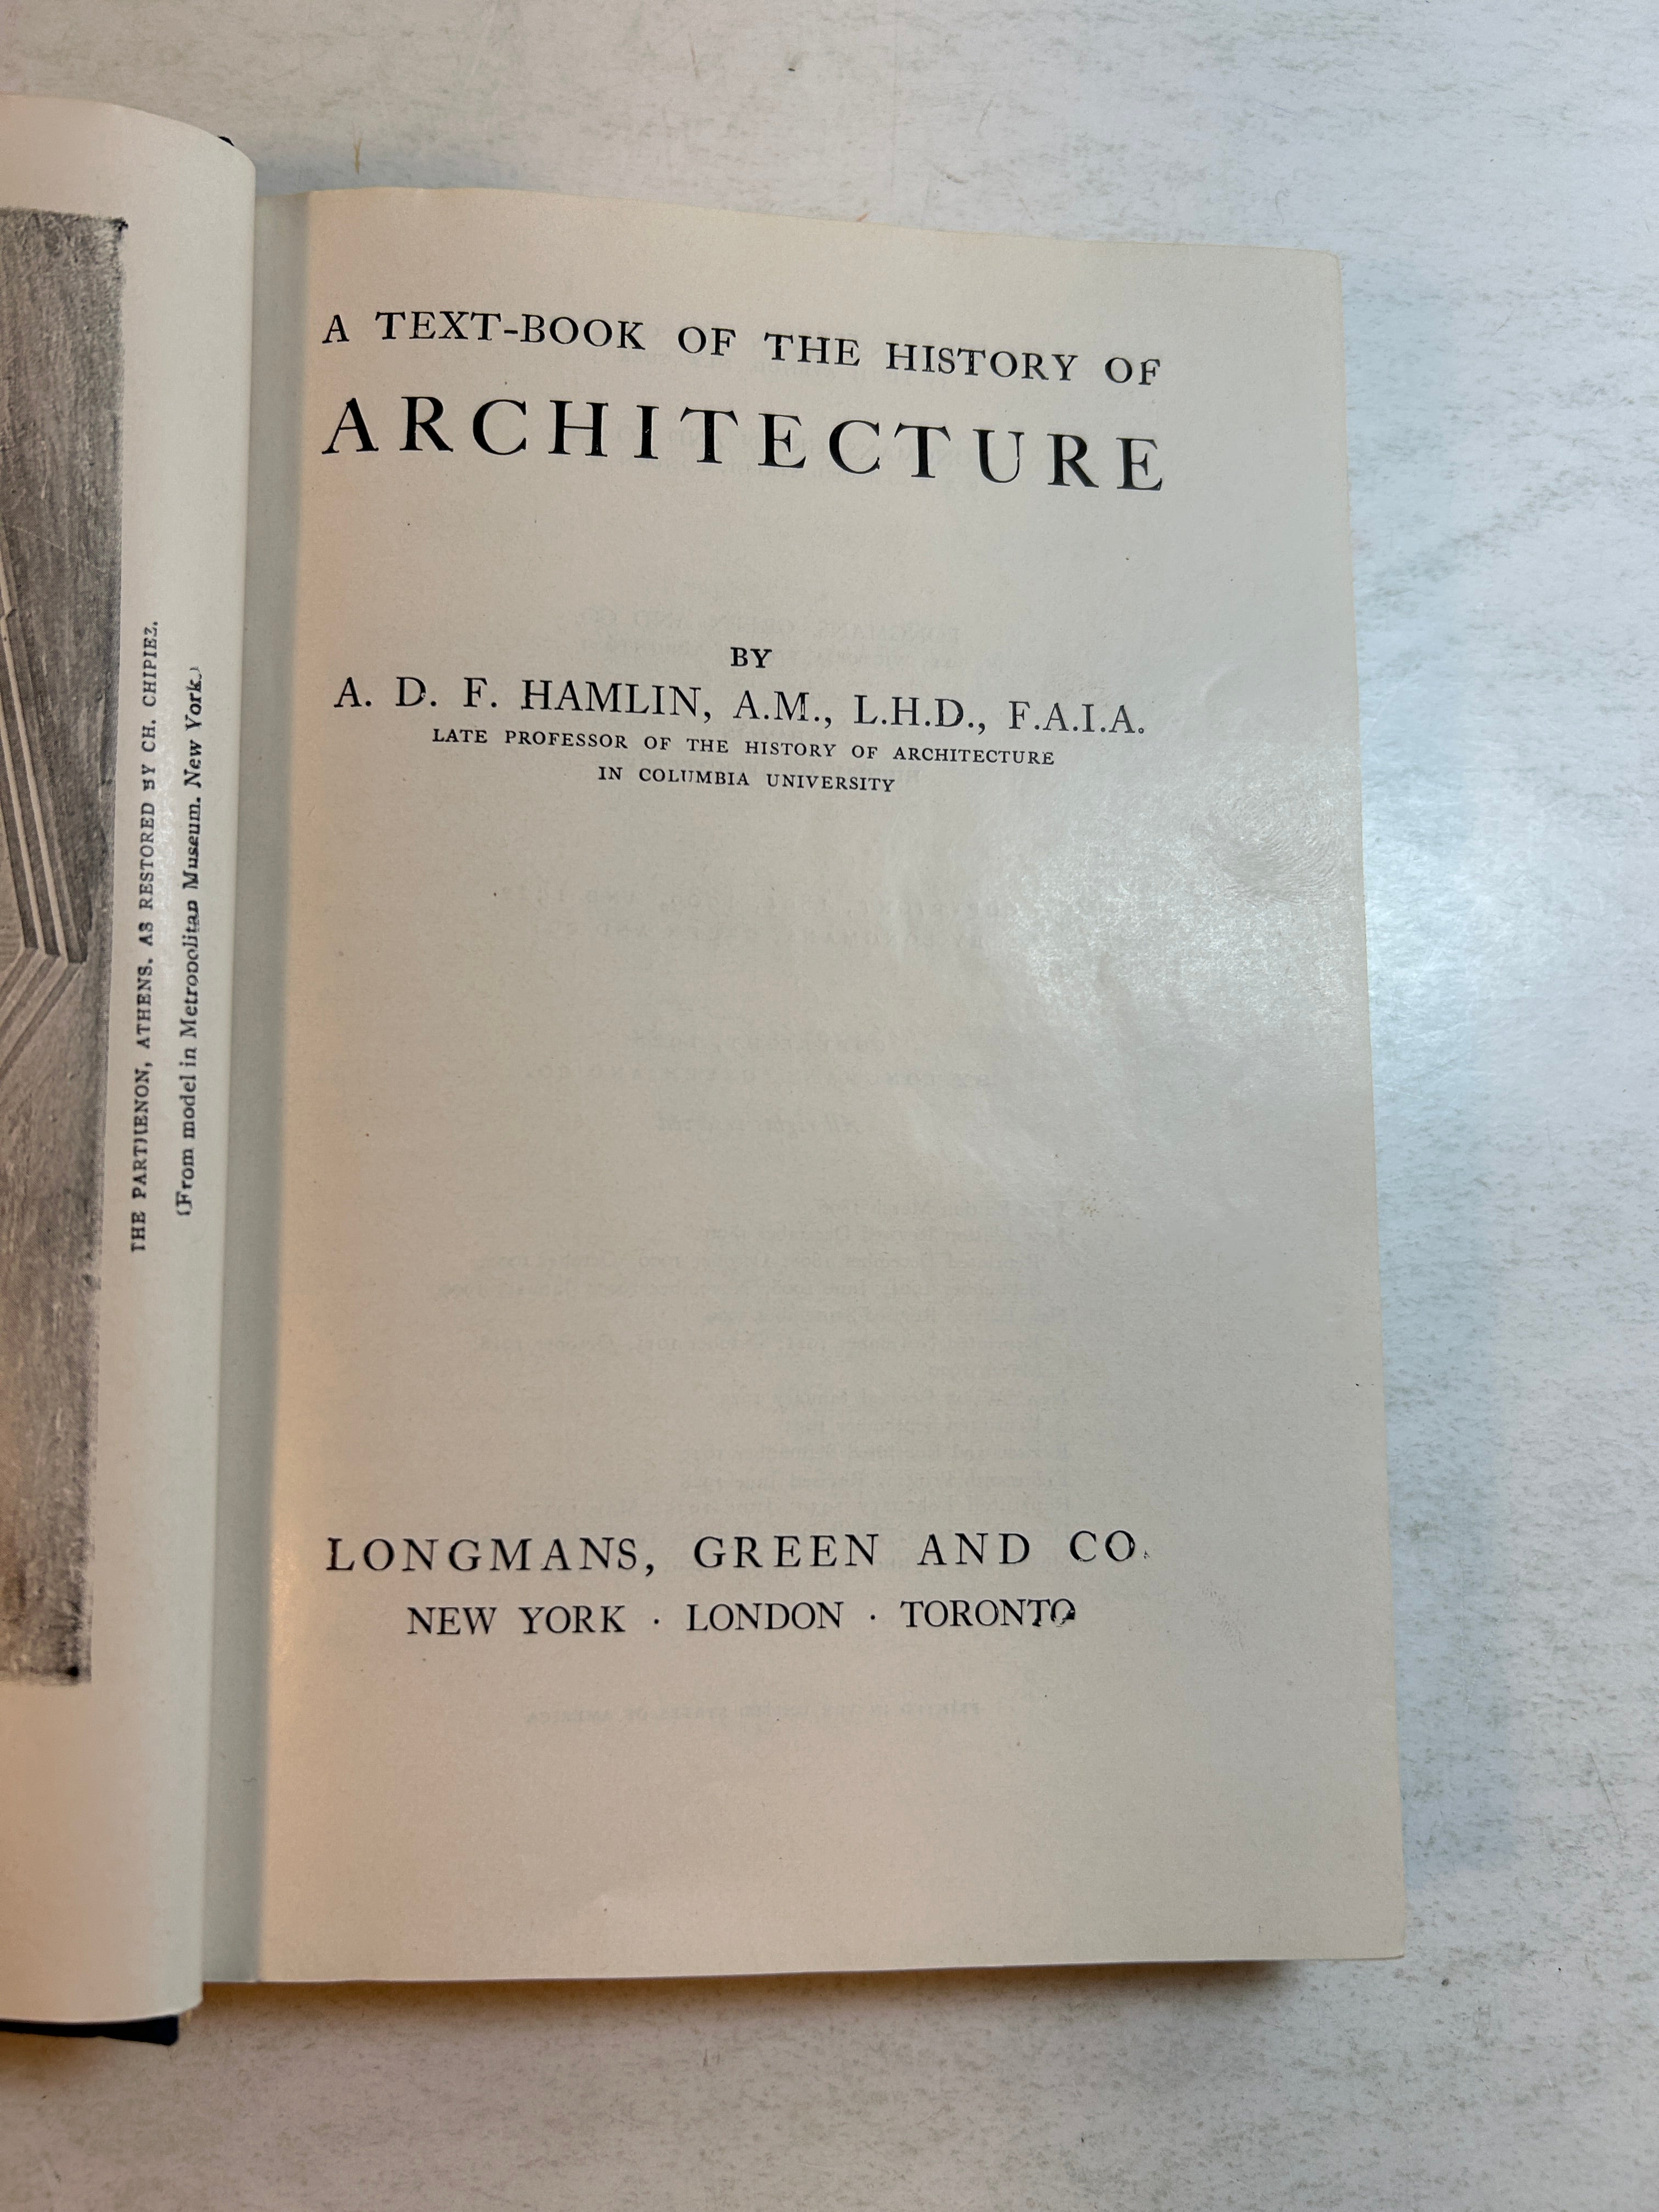 THE PARTHENON, ATHENS. AS RESTORED BY CH. CHIPIEZ.
(From model in Metropolitan Museum. New York.)
A TEXT-BOOK OF THE HISTORY OF
ARCHITECTURE
BY
A. D. F. HAMLIN, A.M., L.H.D., F.A.I.A.
LATE PROFESSOR OF THE HISTORY OF ARCHITECTURE
IN COLUMBIA UNIVERSITY
LONGMANS, GREEN AND CO.
NEW YORK · LONDON · TORONTO